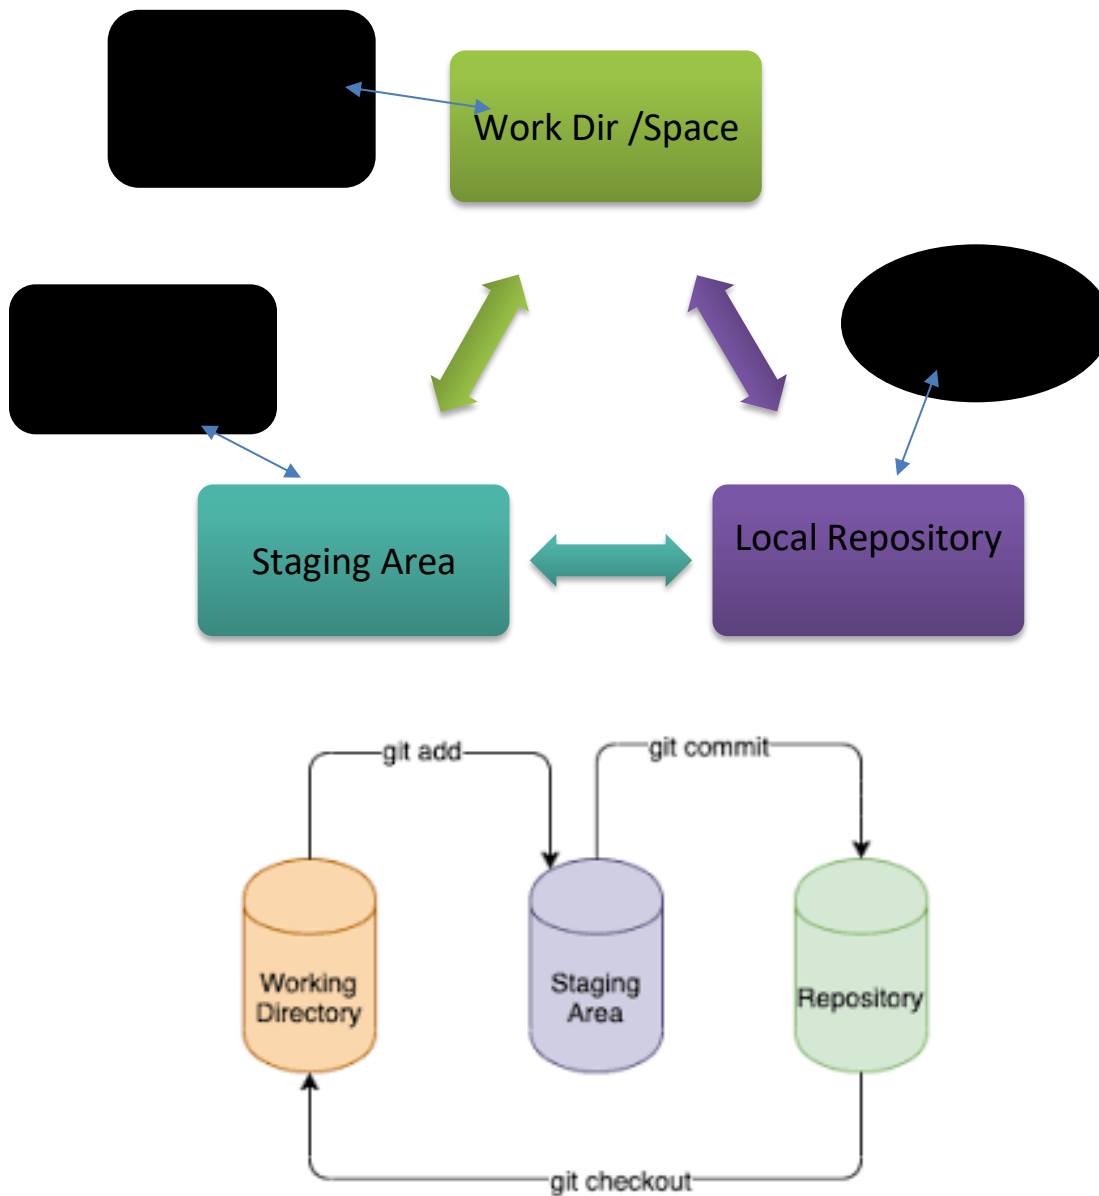 Work Dir /Space
Staging Area
Local Repository
git add
git commit
Working
Directory
Staging
Area
Repository
git checkout